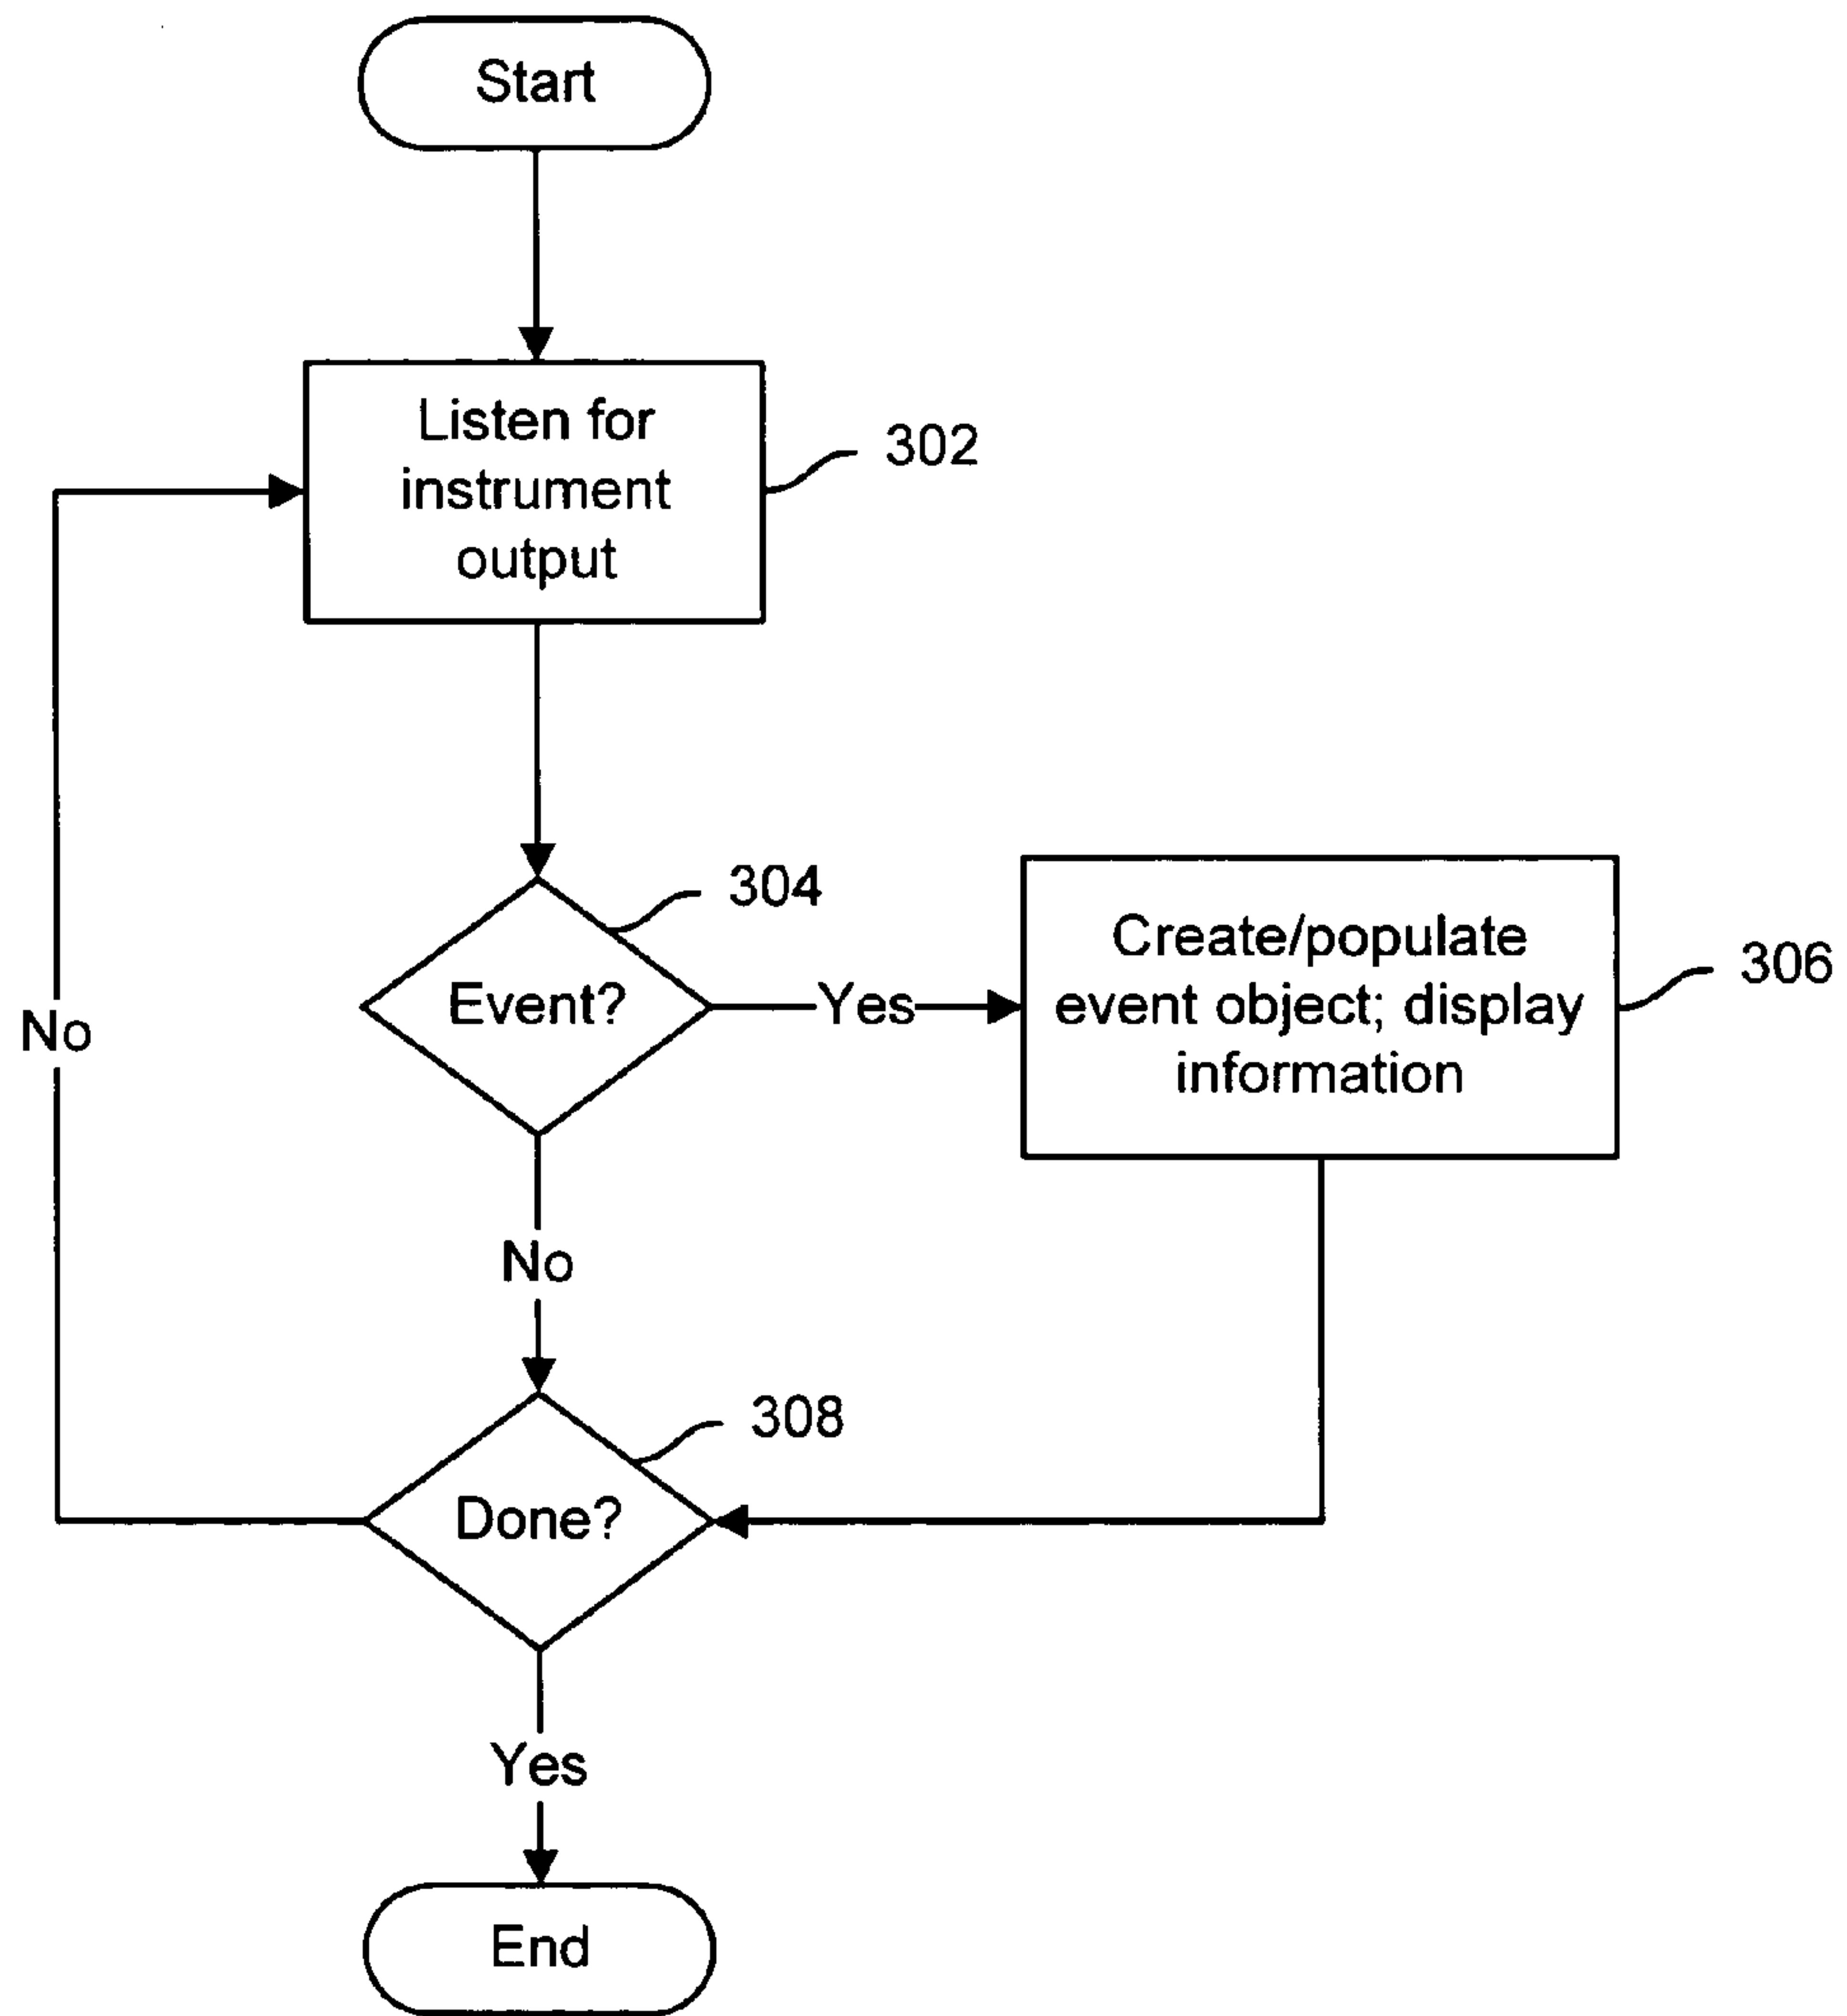 Start
Listen for
instrument
output
302
304
Event?
Yes
Create/populate
event object; display
information
306
No
No
308
Done?
Yes
End